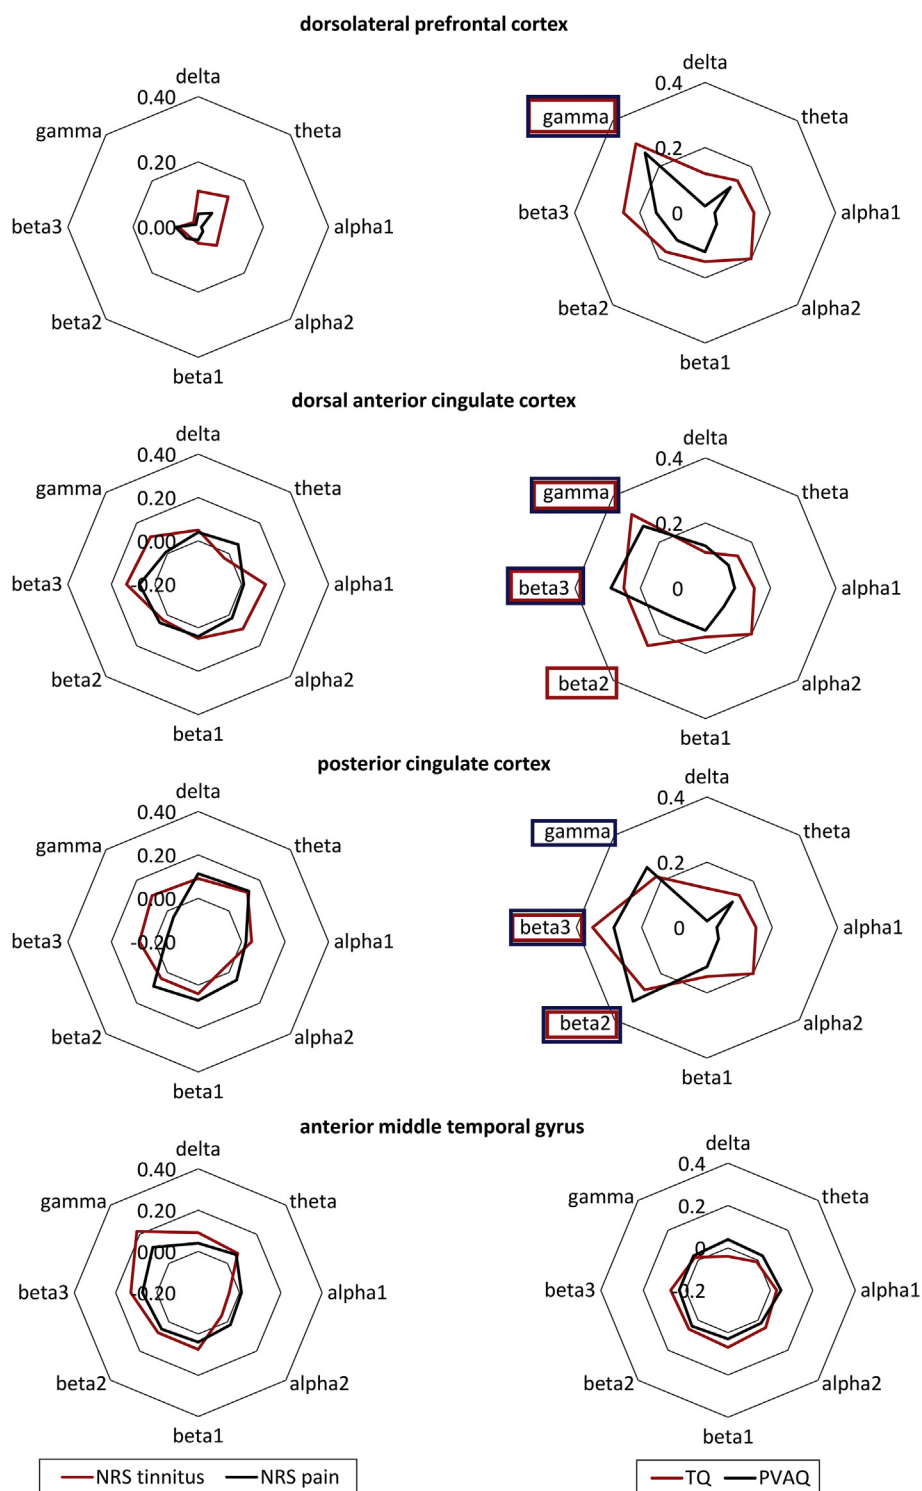 dorsolateral prefrontal cortex
delta
0.40
gamma
theta
0.20
beta3
0.00
alpha1
beta2
alpha2
beta1
delta
0.4
gamma
theta
0.2
beta3
0
alpha1
beta2
alpha2
beta1
dorsal anterior cingulate cortex
delta
0.40
gamma
theta
0.20
0.00
beta3
-0.20
alpha1
beta2
alpha2
beta1
delta
0.4
gamma
theta
0.2
beta3
0
alpha1
beta2
alpha2
beta1
posterior cingulate cortex
delta
0.40
gamma
theta
0.20
0.00
beta3
-0.20
alpha1
beta2
alpha2
beta1
delta
0.4
gamma
theta
0.2
beta3
0
alpha1
beta2
alpha2
beta1
anterior middle temporal gyrus
delta
0.40
gamma
theta
0.20
0.00
beta3
-0.20
alpha1
beta2
alpha2
beta1
delta
0.4
gamma
theta
0.2
0
beta3
-0.2
alpha1
beta2
alpha2
beta1
NRS tinnitus NRS pain
TQ PVAQ